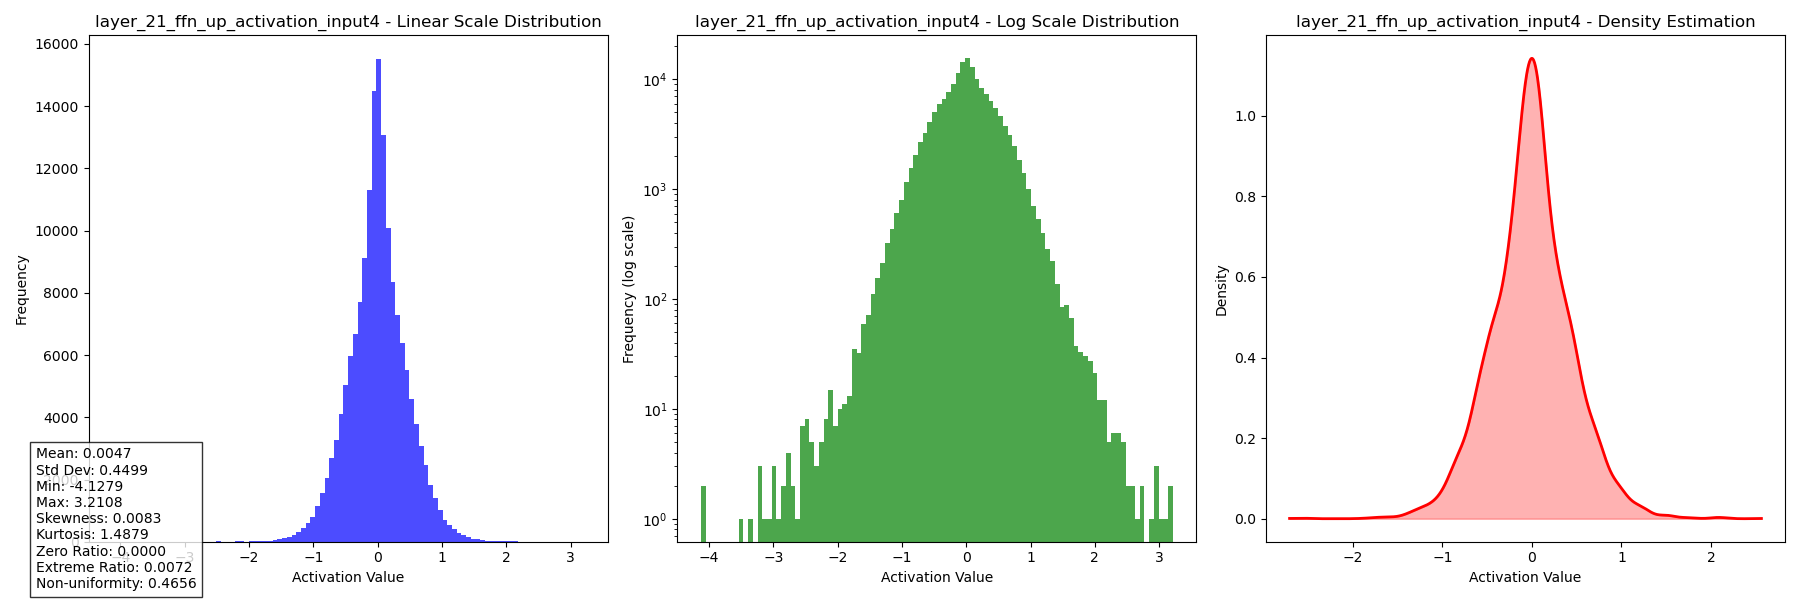 layer_21_ffn_up_activation_input4 - Linear Scale Distribution
16000
14000
12000
10000
8000
6000
4000
Frequency
−2
−1
0
1
2
3
Activation Value
Mean: 0.0047
Std Dev: 0.4499
Min: -4.1279
Max: 3.2108
Skewness: 0.0083
Kurtosis: 1.4879
Zero Ratio: 0.0000
Extreme Ratio: 0.0072
Non-uniformity: 0.4656
layer_21_ffn_up_activation_input4 - Log Scale Distribution
10⁴
10³
10²
10¹
10⁰
Frequency (log scale)
−4
−3
−2
−1
0
1
2
3
Activation Value
layer_21_ffn_up_activation_input4 - Density Estimation
1.0
0.8
0.6
0.4
0.2
0.0
Density
−2
−1
0
1
2
Activation Value